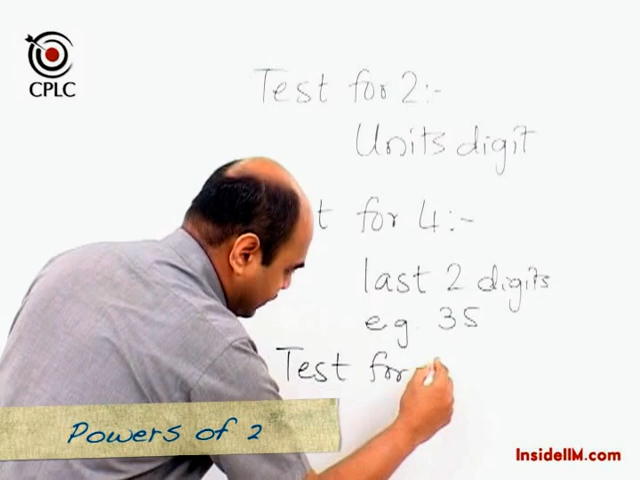 CPLC
Test for 2:-
Units digit
t for 4:-
last 2 digits
eg. 35
Test for
Powers of 2
InsideIIM.com